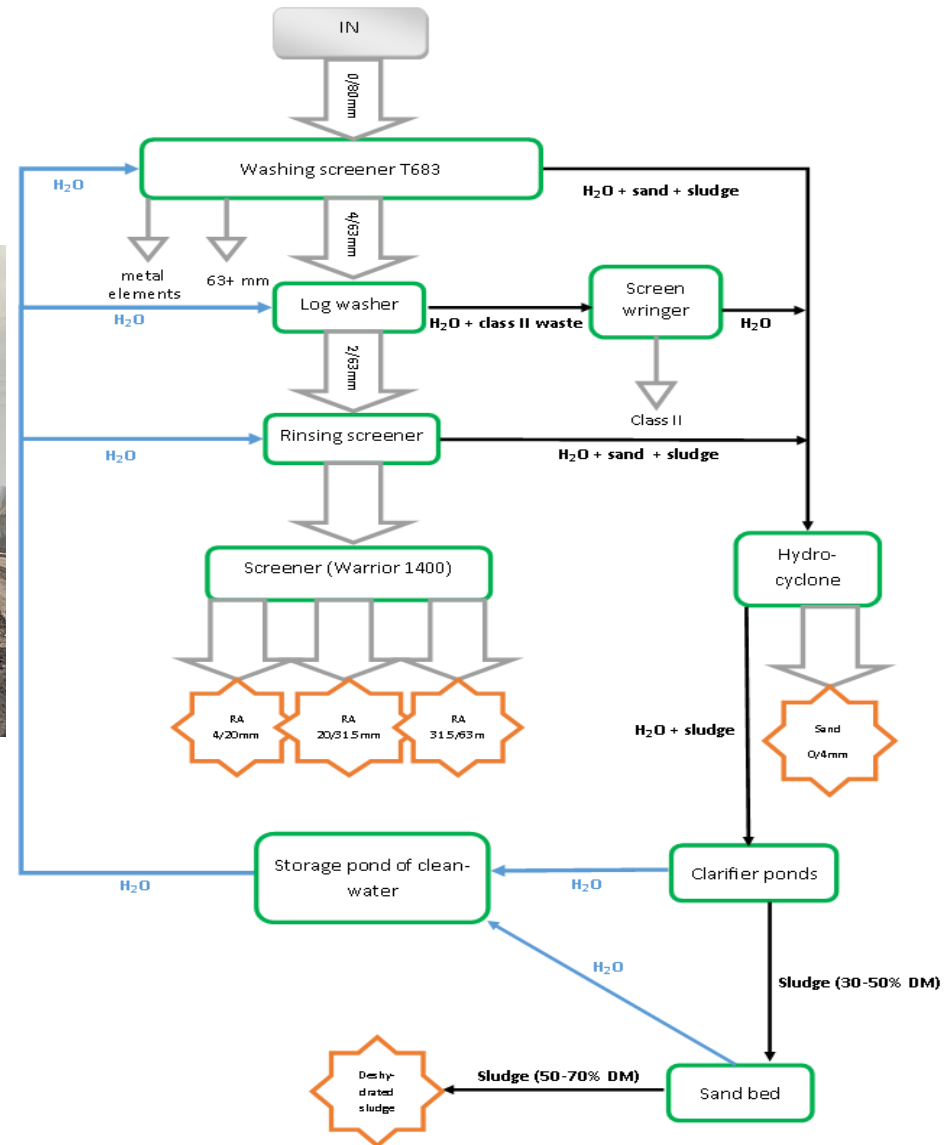 IN
0/80mm
Washing screener T683
H₂O
H₂O + sand + sludge
metal
elements
63+ mm
4/63mm
Log washer
H₂O
H₂O + class II waste
Screen
wringer
H₂O
2/63mm
Class II
Rinsing screener
H₂O
H₂O + sand + sludge
Screener (Warrior 1400)
Hydro-
cyclone
RA
4/20mm
RA
20/31.5mm
RA
31.5/63m
H₂O + sludge
Sand
0/4mm
Storage pond of clean-
water
H₂O
H₂O
Clarifier ponds
H₂O
Sludge (30-50% DM)
Deshy-
drated
sludge
Sludge (50-70% DM)
Sand bed